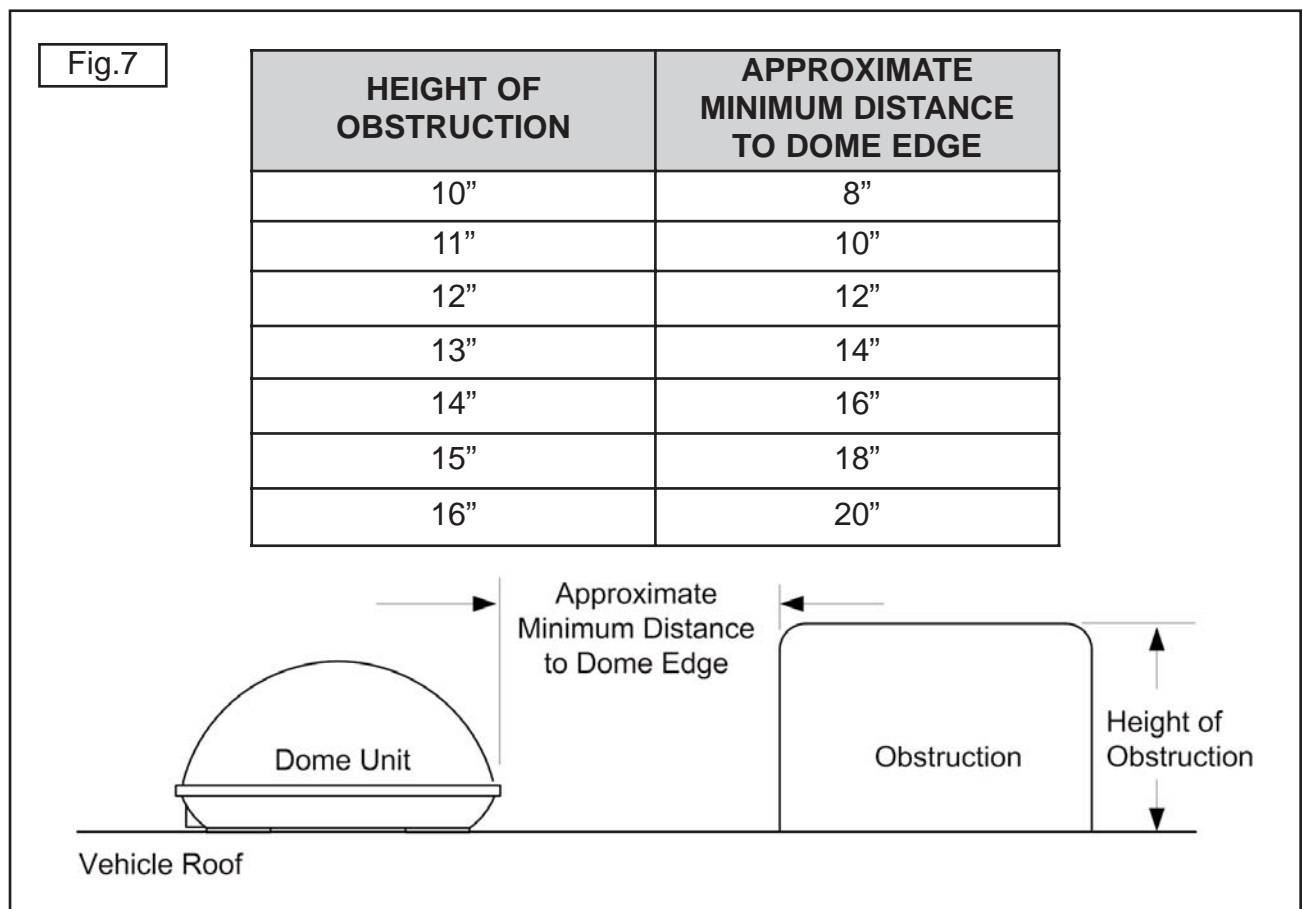 Fig.7
HEIGHT OF
OBSTRUCTION
APPROXIMATE
MINIMUM DISTANCE
TO DOME EDGE
10” 8”
11” 10”
12” 12”
13” 14”
14” 16”
15” 18”
16” 20”
Approximate
Minimum Distance
to Dome Edge
Dome Unit
Obstruction
Height of
Obstruction
Vehicle Roof